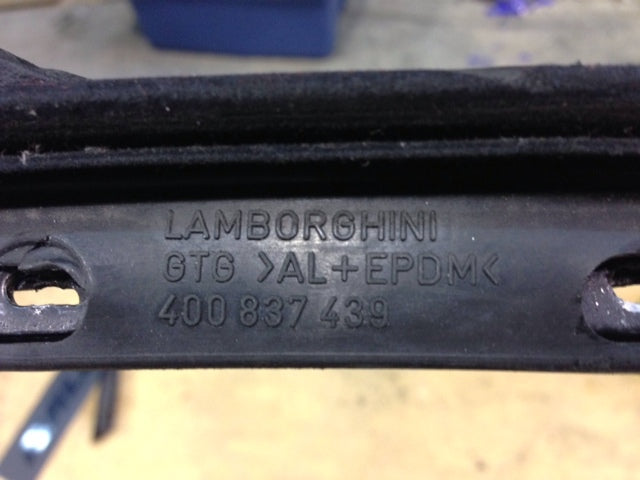 LAMBORGHINI
GTG >AL+EPDM<
400 837 439